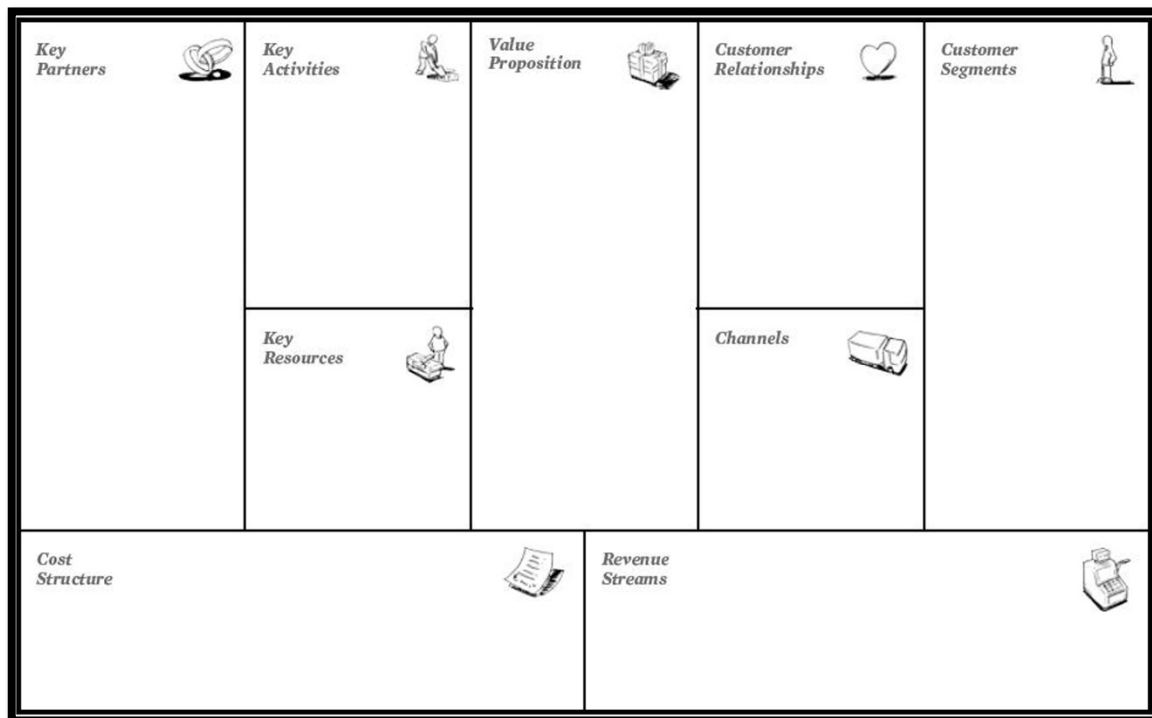 Key
Partners
Key
Activities
Value
Proposition
Customer
Relationships
Customer
Segments
Key
Resources
Channels
Cost
Structure
Revenue
Streams